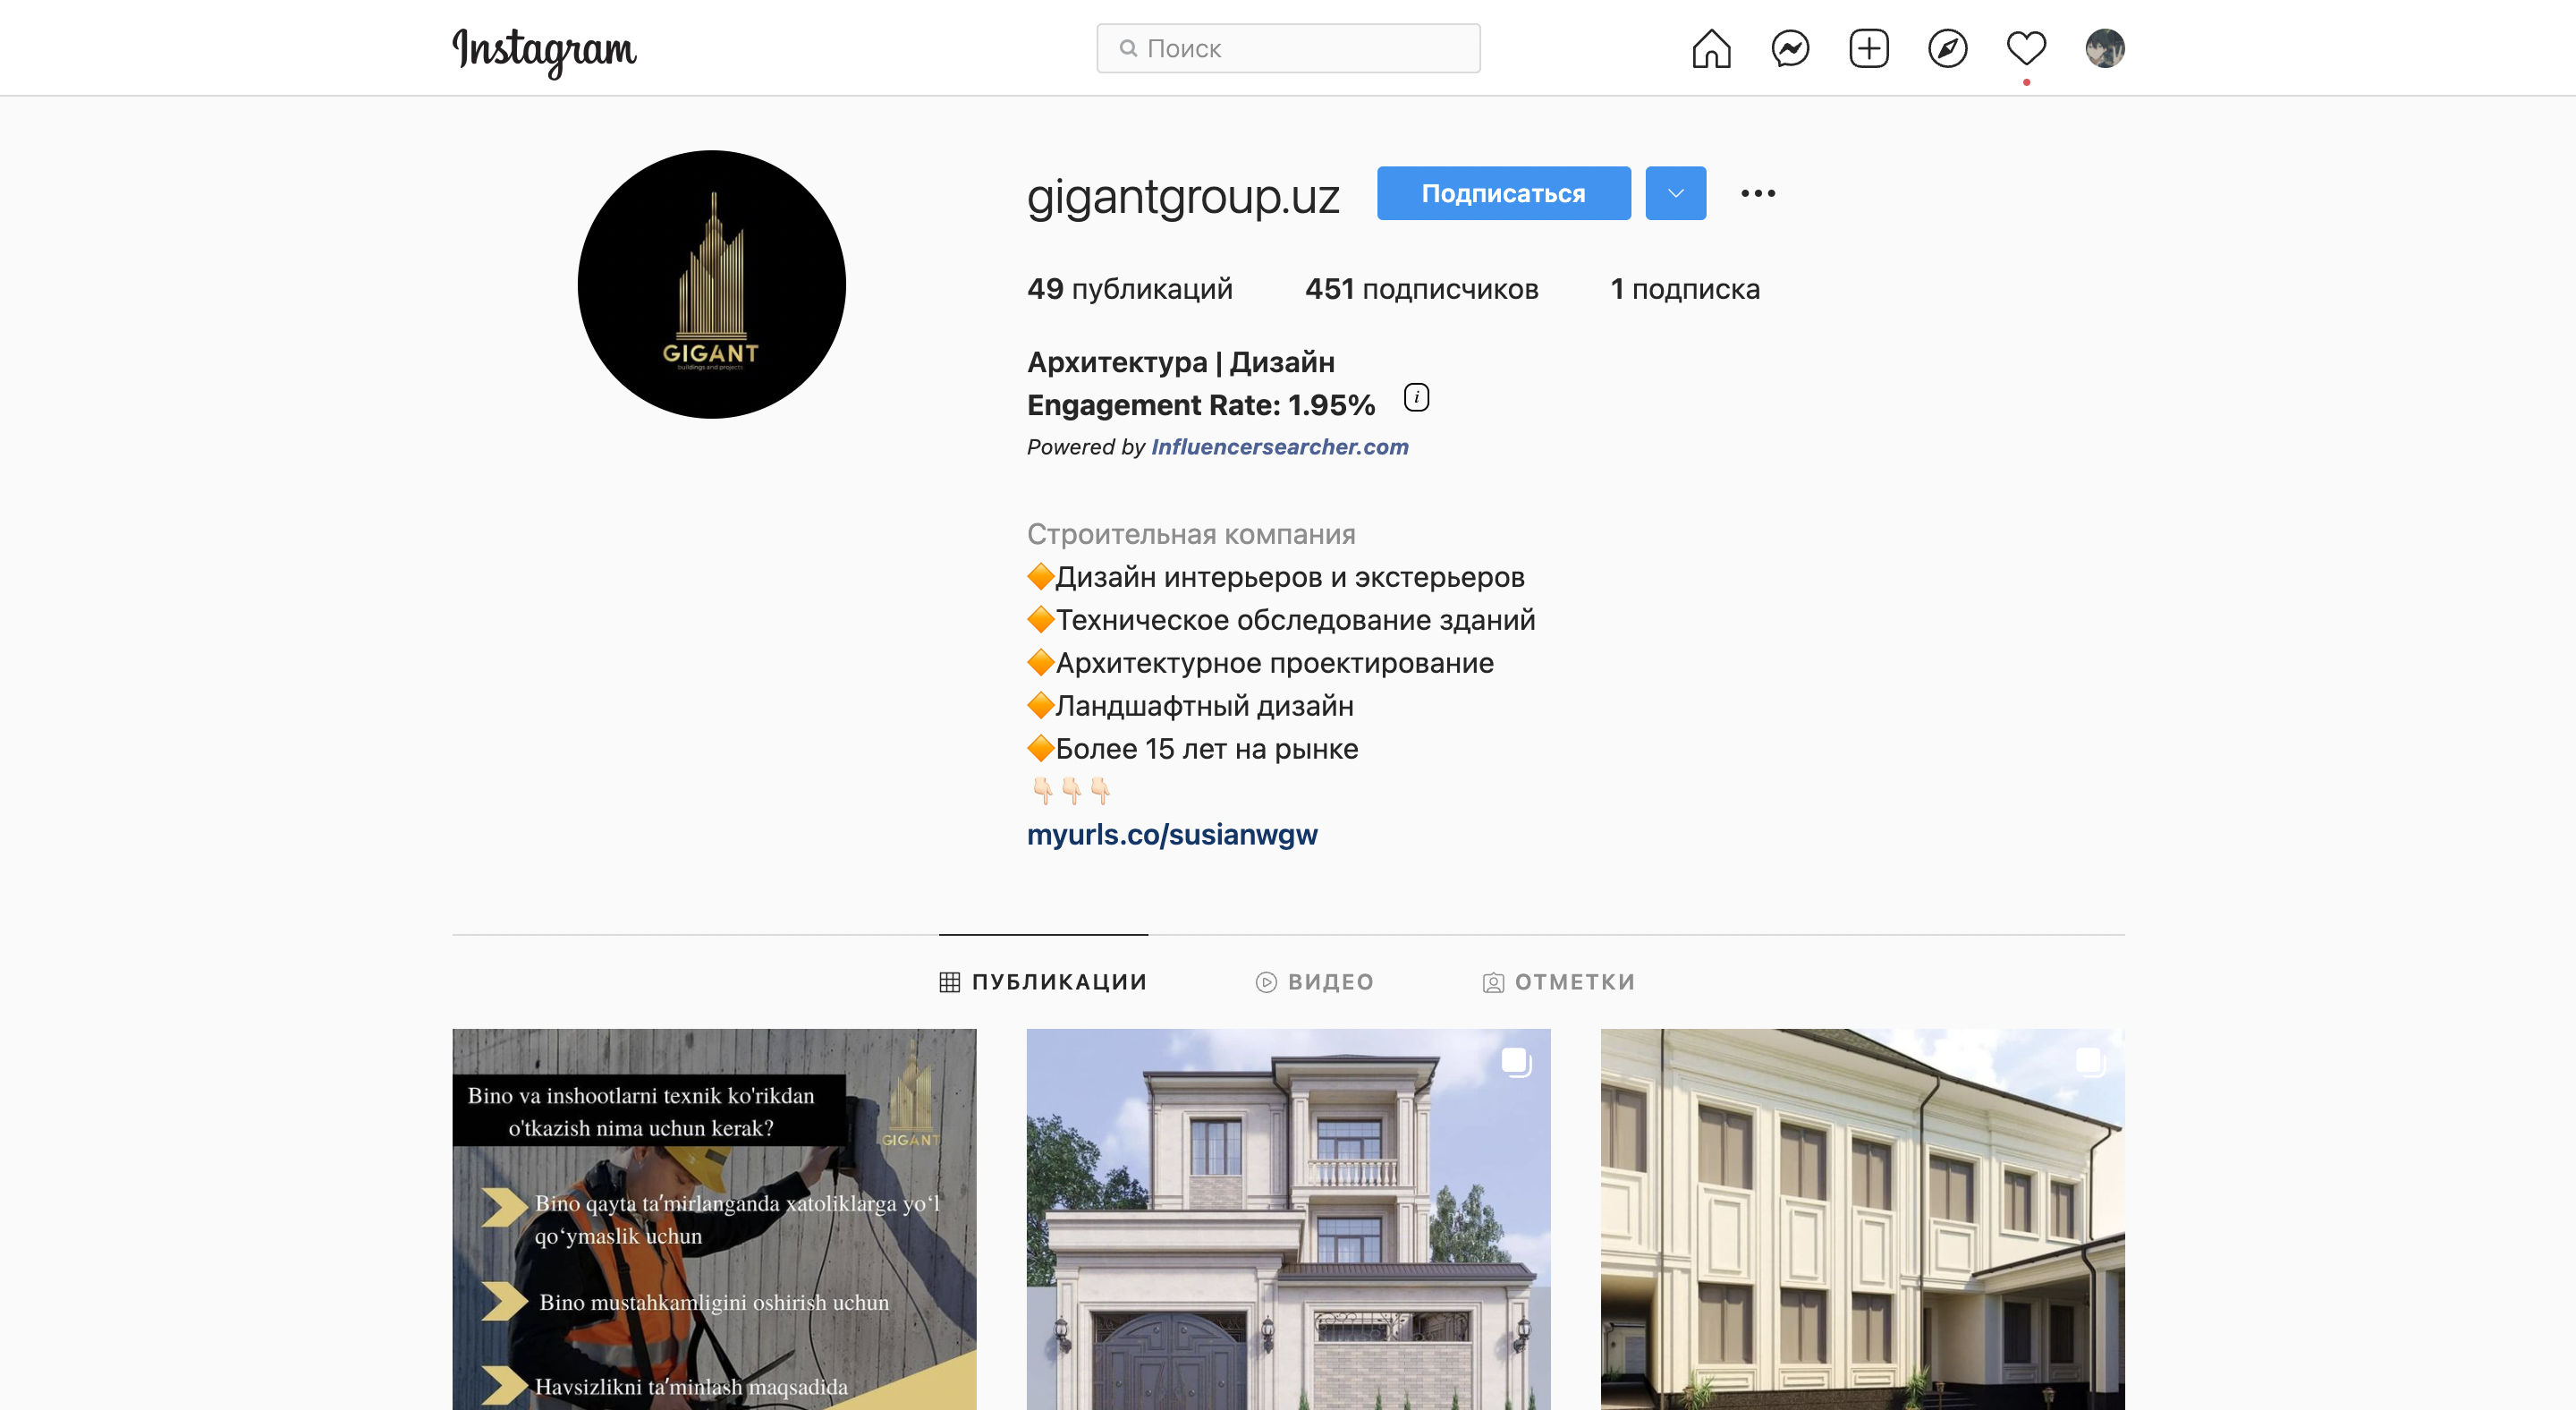 Instagram
Поиск
GIGANT
buildings and projects
gigantgroup.uz
Подписаться
49 публикаций 451 подписчиков 1 подписка
Архитектура | Дизайн
Engagement Rate: 1.95% i
Powered by Influencersearcher.com
Строительная компания
🔶Дизайн интерьеров и экстерьеров
🔶Техническое обследование зданий
🔶Архитектурное проектирование
🔶Ландшафтный дизайн
🔶Более 15 лет на рынке
👇🏻👇🏻👇🏻
myurls.co/susianwgw
ПУБЛИКАЦИИ ВИДЕО ОТМЕТКИ
Bino va inshootlarni texnik ko'rikdan
o'tkazish nima uchun kerak?
GIGANT
Bino qayta ta’mirlanganda xatoliklarga yo‘l
qo‘ymaslik uchun
Bino mustahkamligini oshirish uchun
Havsizlikni ta’minlash maqsadida